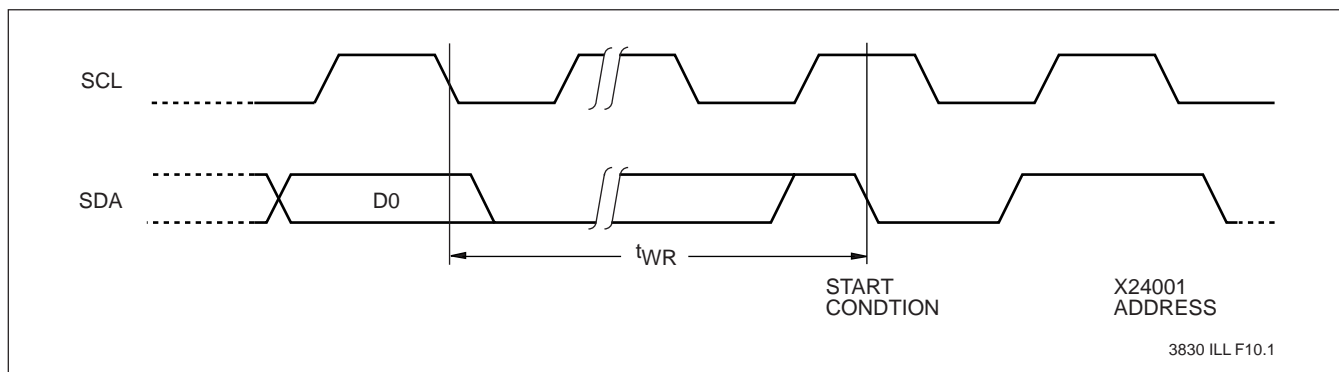 SCL
SDA
D0
tWR
START
CONDTION
X24001
ADDRESS
3830 ILL F10.1